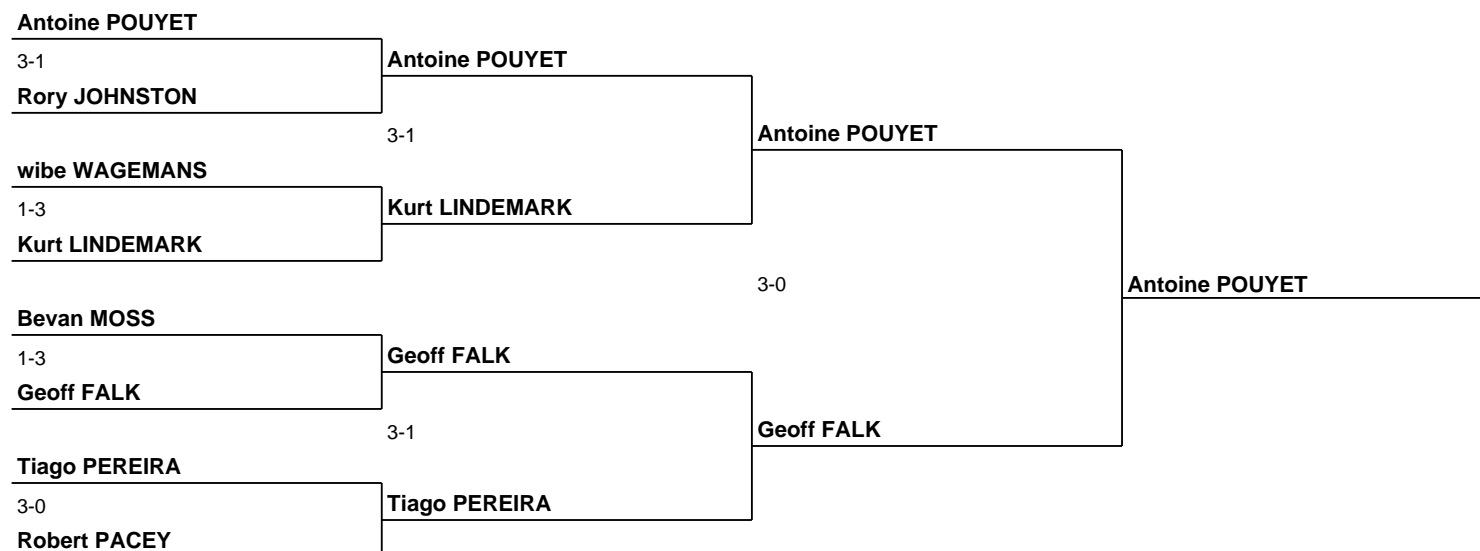 Antoine POUYET
3-1
Antoine POUYET
Rory JOHNSTON
3-1
Antoine POUYET
wibe WAGEMANS
1-3
Kurt LINDEMARK
Kurt LINDEMARK
3-0
Antoine POUYET
Bevan MOSS
1-3
Geoff FALK
Geoff FALK
3-1
Geoff FALK
Tiago PEREIRA
3-0
Tiago PEREIRA
Robert PACEY